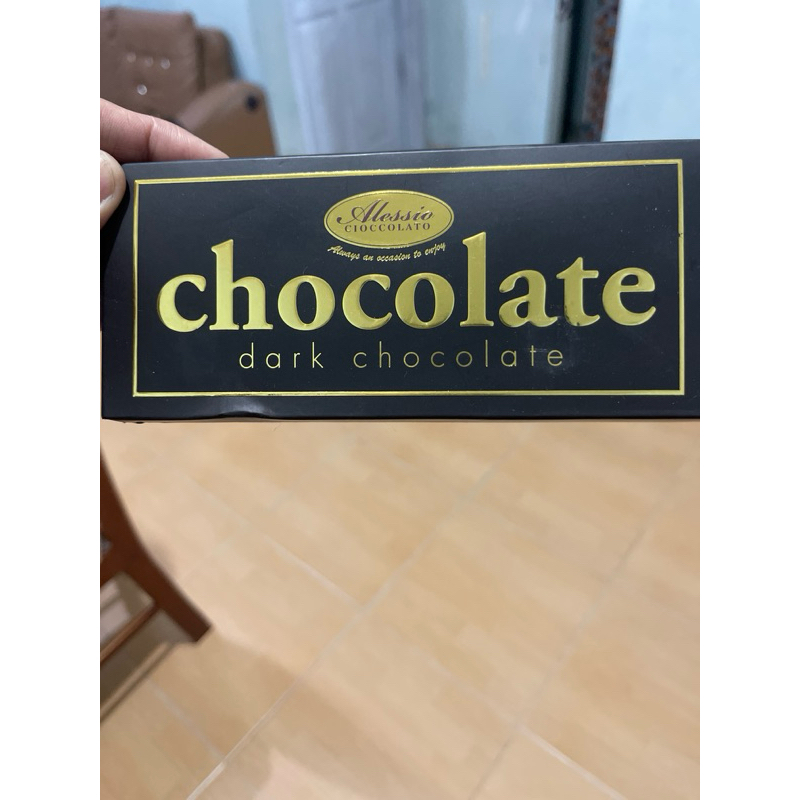 Alessio
CIOCCOLATO
Always an occasion to enjoy
chocolate
dark chocolate